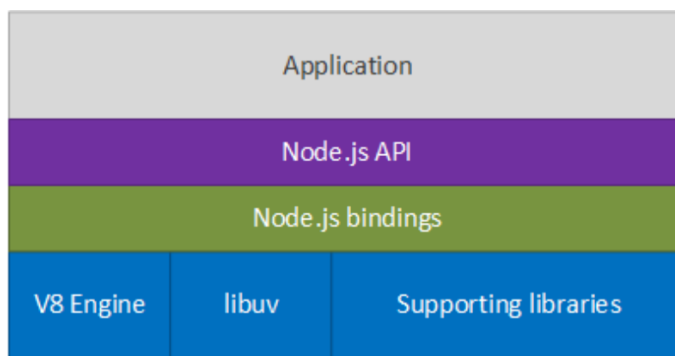 Application
Node.js API
Node.js bindings
V8 Engine
libuv
Supporting libraries